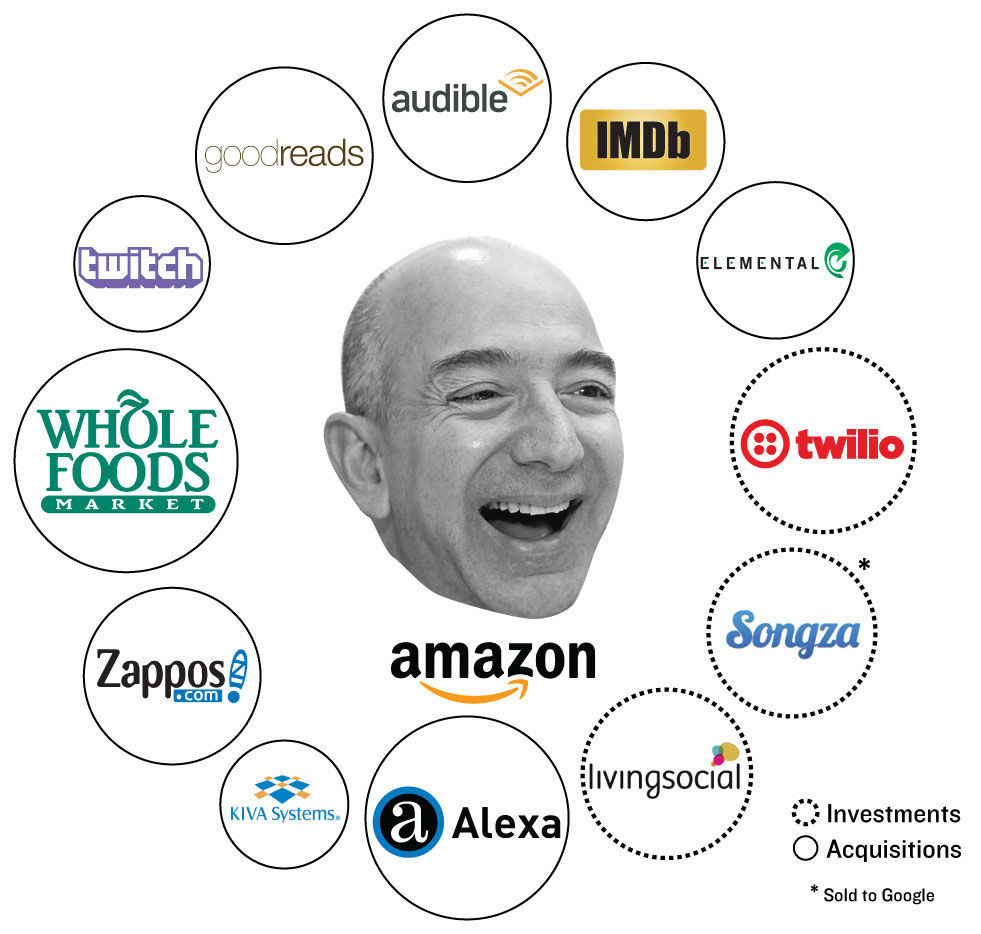 audible
IMDb
goodreads
ELEMENTAL
twitch
twilio
WHOLE
FOODS
MARKET
*
Songza
Zappos
.com
amazon
livingsocial
KIVA Systems®
a Alexa
Investments
Acquisitions
* Sold to Google